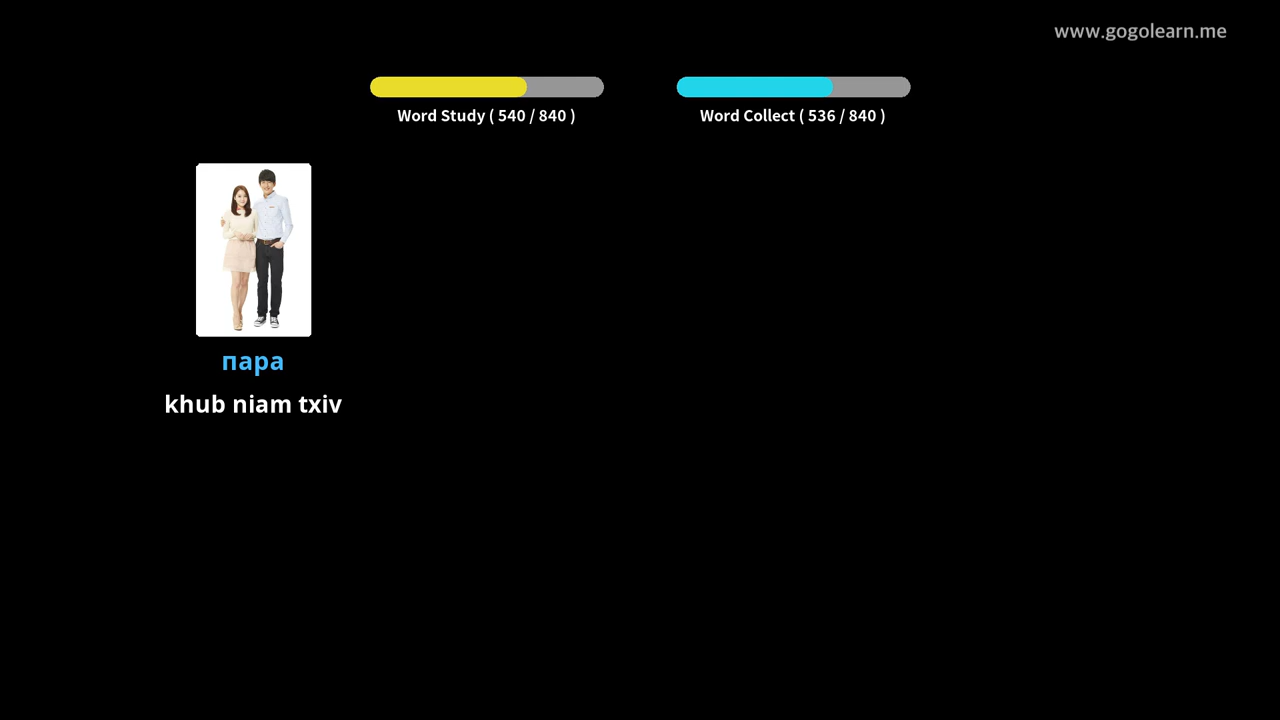 www.gogolearn.me
Word Study ( 540 / 840 )
Word Collect ( 536 / 840 )
пара
khub niam txiv